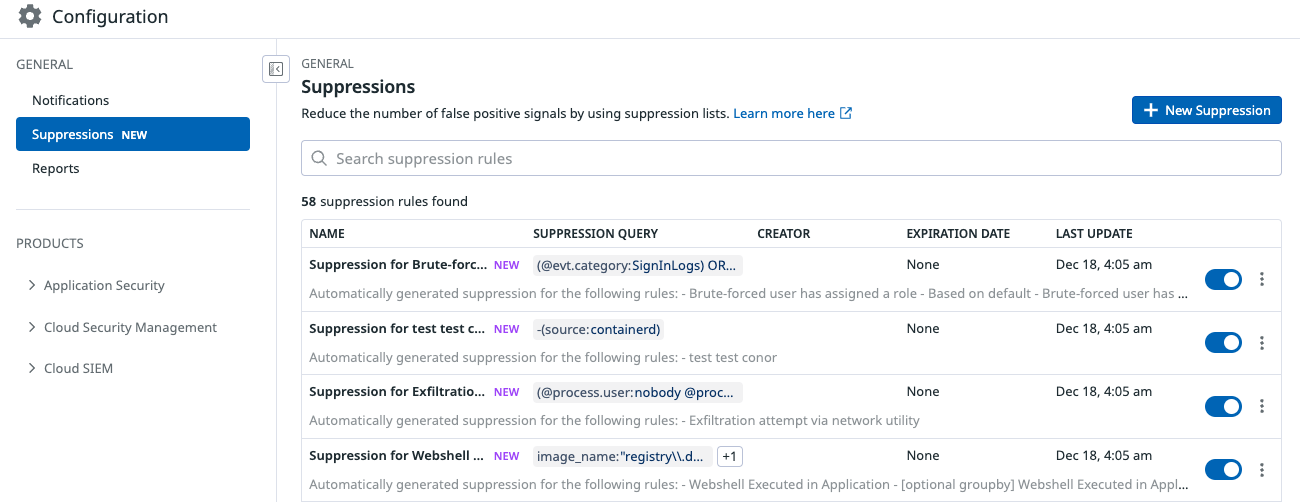 Configuration
GENERAL
Notifications
Suppressions NEW
Reports
PRODUCTS
Application Security
Cloud Security Management
Cloud SIEM
GENERAL
Suppressions
Reduce the number of false positive signals by using suppression lists. Learn more here
New Suppression
Search suppression rules
58 suppression rules found
NAME SUPPRESSION QUERY CREATOR EXPIRATION DATE LAST UPDATE
Suppression for Brute-forc... NEW (@evt.category:SignInLogs) OR... None Dec 18, 4:05 am
Automatically generated suppression for the following rules: - Brute-forced user has assigned a role - Based on default - Brute-forced user has ...
Suppression for test test c... NEW -(source:containerd) None Dec 18, 4:05 am
Automatically generated suppression for the following rules: - test test conor
Suppression for Exfiltratio... NEW (@process.user:nobody @proc... None Dec 18, 4:05 am
Automatically generated suppression for the following rules: - Exfiltration attempt via network utility
Suppression for Webshell ... NEW image_name:"registry\\.d... +1 None Dec 18, 4:05 am
Automatically generated suppression for the following rules: - Webshell Executed in Application - [optional groupby] Webshell Executed in Appl...